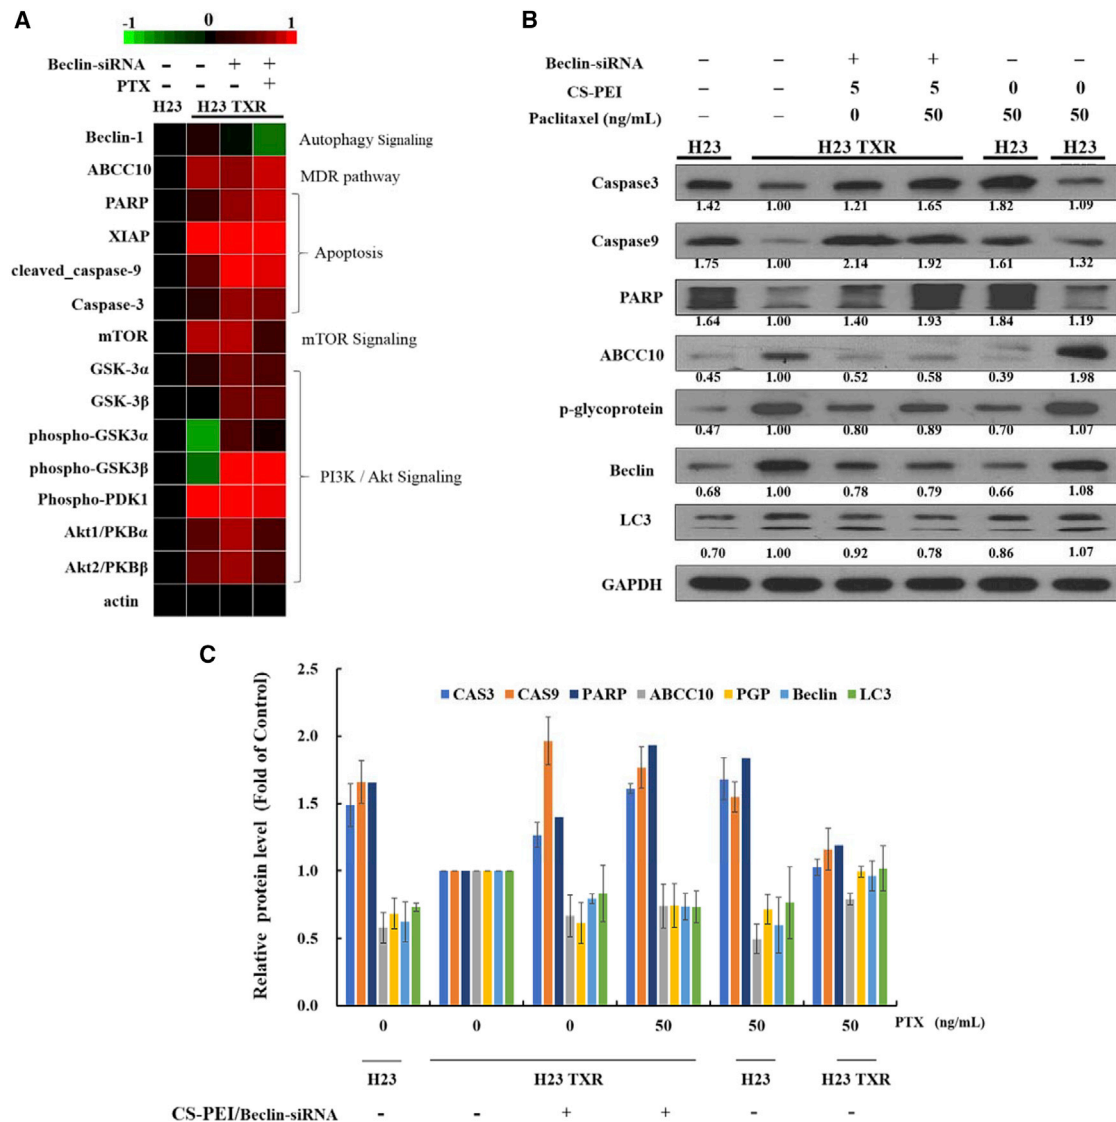 A
-1 0 1
Beclin-siRNA - - + +
PTX - - - +
H23 H23 TXR
Beclin-1 Autophagy Signaling
ABCC10 MDR pathway
PARP
XIAP
Apoptosis
cleaved_caspase-9
Caspase-3
mTOR mTOR Signaling
GSK-3α
GSK-3β
phospho-GSK3α
phospho-GSK3β PI3K / Akt Signaling
Phospho-PDK1
Akt1/PKBα
Akt2/PKBβ
actin
B
Beclin-siRNA - - + + - -
CS-PEI - - 5 5 0 0
Paclitaxel (ng/mL) - - 0 50 50 50
H23 H23 TXR H23 H23
Caspase3
1.42 1.00 1.21 1.65 1.82 1.09
Caspase9
1.75 1.00 2.14 1.92 1.61 1.32
PARP
1.64 1.00 1.40 1.93 1.84 1.19
ABCC10
0.45 1.00 0.52 0.58 0.39 1.98
p-glycoprotein
0.47 1.00 0.80 0.89 0.70 1.07
Beclin
0.68 1.00 0.78 0.79 0.66 1.08
LC3
0.70 1.00 0.92 0.78 0.86 1.07
GAPDH
C
Relative protein level (Fold of Control)
2.5
CAS3 CAS9 PARP ABCC10 PGP Beclin LC3
2.0
1.5
1.0
0.5
0.0
0 0 0 50 50 50 PTX (ng/mL)
H23 H23 TXR H23 H23 TXR
CS-PEI/Beclin-siRNA - - + + - -